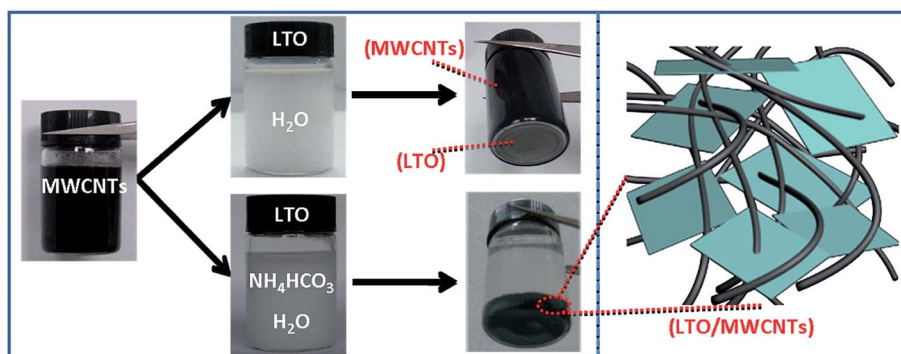 MWCNTs
LTO
H₂O
(MWCNTs)
(LTO)
LTO
NH₄HCO₃
H₂O
(LTO/MWCNTs)